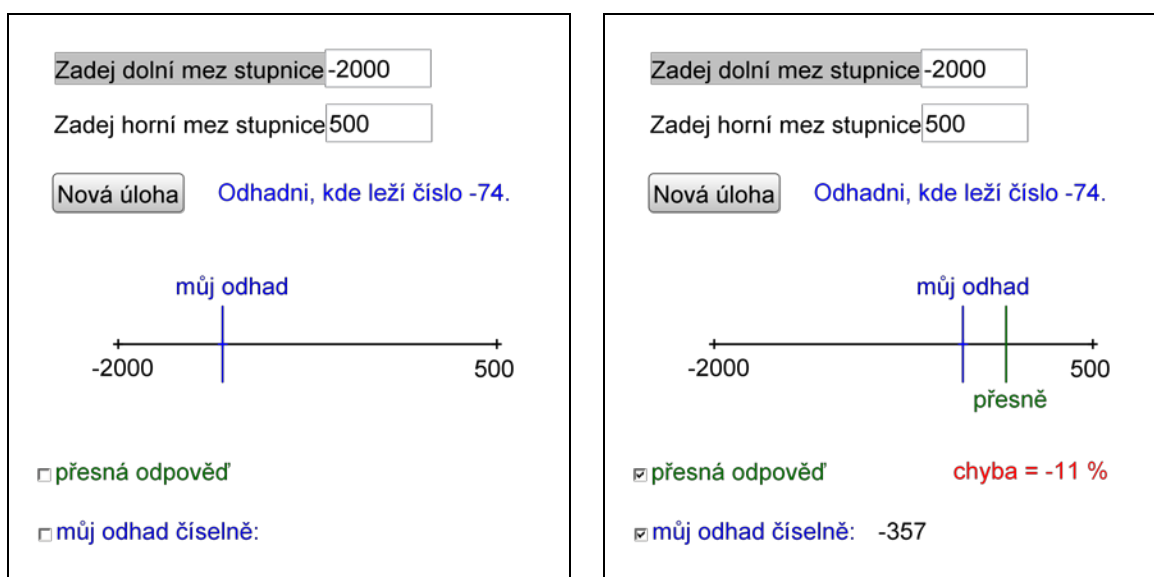 Zadej dolní mez stupnice -2000
Zadej horní mez stupnice 500
Nová úloha Odhadni, kde leží číslo -74.
můj odhad
-2000 500
přesná odpověď
můj odhad číselně:
Zadej dolní mez stupnice -2000
Zadej horní mez stupnice 500
Nová úloha Odhadni, kde leží číslo -74.
můj odhad
-2000 500
přesně
přesná odpověď chyba = -11 %
můj odhad číselně: -357